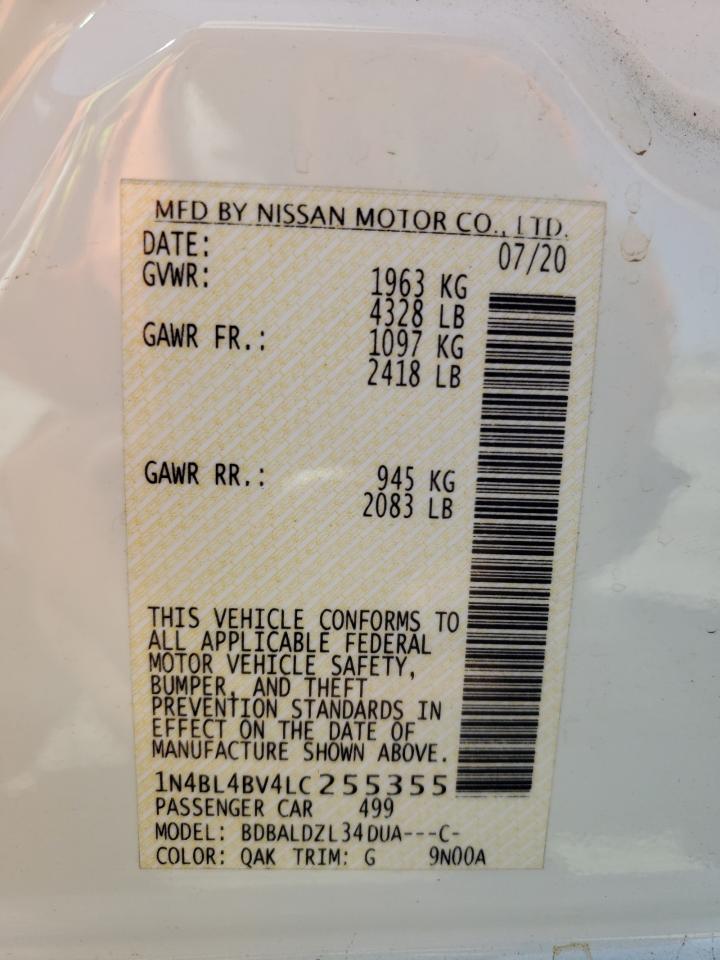 MFD BY NISSAN MOTOR CO., LTD.
DATE: 07/20
GVWR: 1963 KG
4328 LB
GAWR FR.: 1097 KG
2418 LB
GAWR RR.: 945 KG
2083 LB
THIS VEHICLE CONFORMS TO
ALL APPLICABLE FEDERAL
MOTOR VEHICLE SAFETY,
BUMPER, AND THEFT
PREVENTION STANDARDS IN
EFFECT ON THE DATE OF
MANUFACTURE SHOWN ABOVE.
1N4BL4BV4LC255355
PASSENGER CAR 499
MODEL: BDBALDZL34DUA---C-
COLOR: QAK TRIM: G 9N00A